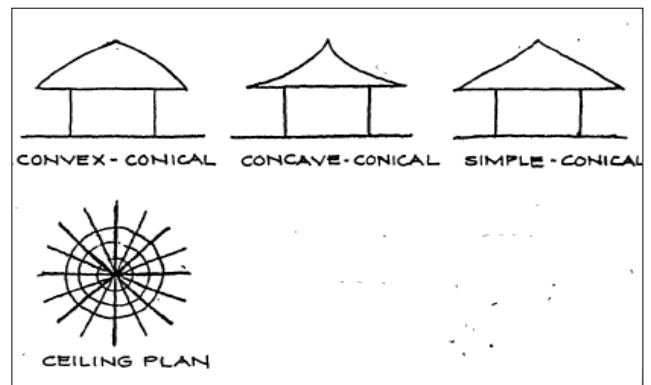 CONVEX - CONICAL
CONCAVE - CONICAL
SIMPLE - CONICAL
CEILING PLAN